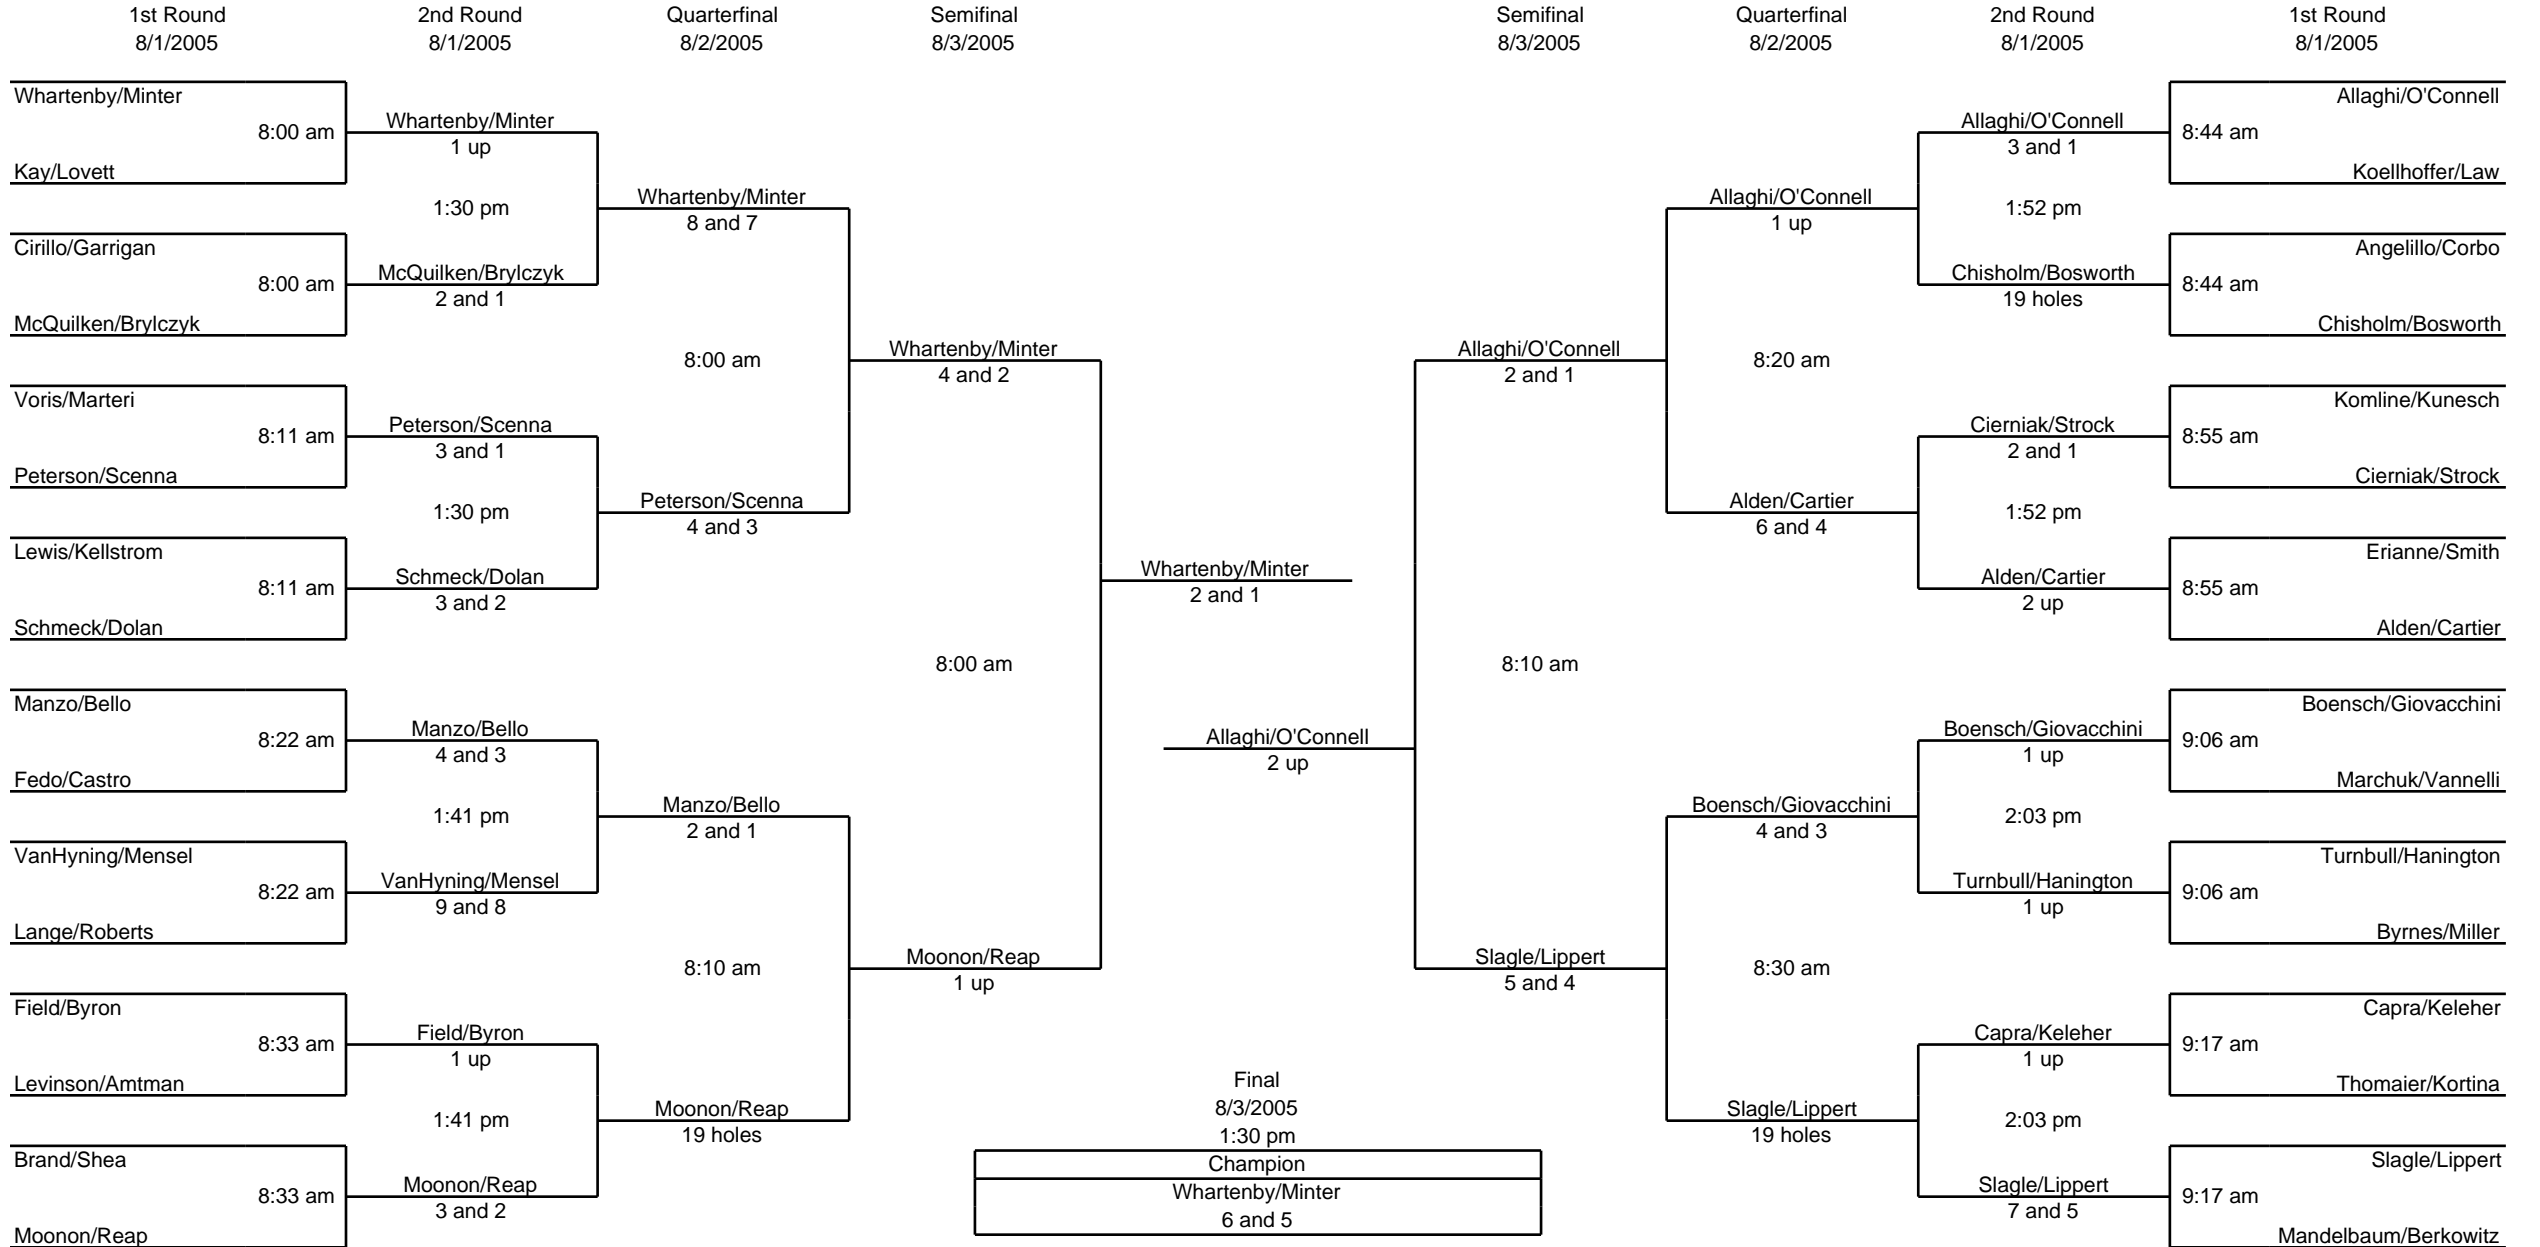 1st Round
8/1/2005
2nd Round
8/1/2005
Quarterfinal
8/2/2005
Semifinal
8/3/2005
Semifinal
8/3/2005
Quarterfinal
8/2/2005
2nd Round
8/1/2005
1st Round
8/1/2005
Whartenby/Minter
8:00 am
Kay/Lovett
Cirillo/Garrigan
8:00 am
McQuilken/Brylczyk
Voris/Marteri
8:11 am
Peterson/Scenna
Lewis/Kellstrom
8:11 am
Schmeck/Dolan
Manzo/Bello
8:22 am
Fedo/Castro
VanHyning/Mensel
8:22 am
Lange/Roberts
Field/Byron
8:33 am
Levinson/Amtman
Brand/Shea
8:33 am
Moonon/Reap
Whartenby/Minter
1 up
1:30 pm
McQuilken/Brylczyk
2 and 1
Peterson/Scenna
3 and 1
1:30 pm
Schmeck/Dolan
3 and 2
Manzo/Bello
4 and 3
1:41 pm
VanHyning/Mensel
9 and 8
Field/Byron
1 up
1:41 pm
Moonon/Reap
3 and 2
Whartenby/Minter
8 and 7
8:00 am
Peterson/Scenna
4 and 3
Manzo/Bello
2 and 1
8:10 am
Moonon/Reap
19 holes
Whartenby/Minter
4 and 2
8:00 am
Moonon/Reap
1 up
Whartenby/Minter
2 and 1
Allaghi/O'Connell
2 up
Final
8/3/2005
1:30 pm
Champion
Whartenby/Minter
6 and 5
Allaghi/O'Connell
2 and 1
8:10 am
Slagle/Lippert
5 and 4
Allaghi/O'Connell
1 up
8:20 am
Alden/Cartier
6 and 4
Boensch/Giovacchini
4 and 3
8:30 am
Slagle/Lippert
19 holes
Allaghi/O'Connell
3 and 1
1:52 pm
Chisholm/Bosworth
19 holes
Cierniak/Strock
2 and 1
1:52 pm
Alden/Cartier
2 up
Boensch/Giovacchini
1 up
2:03 pm
Turnbull/Hanington
1 up
Capra/Keleher
1 up
2:03 pm
Slagle/Lippert
7 and 5
Allaghi/O'Connell
8:44 am
Koellhoffer/Law
Angelillo/Corbo
8:44 am
Chisholm/Bosworth
Komline/Kunesch
8:55 am
Cierniak/Strock
Erianne/Smith
8:55 am
Alden/Cartier
Boensch/Giovacchini
9:06 am
Marchuk/Vannelli
Turnbull/Hanington
9:06 am
Byrnes/Miller
Capra/Keleher
9:17 am
Thomaier/Kortina
Slagle/Lippert
9:17 am
Mandelbaum/Berkowitz